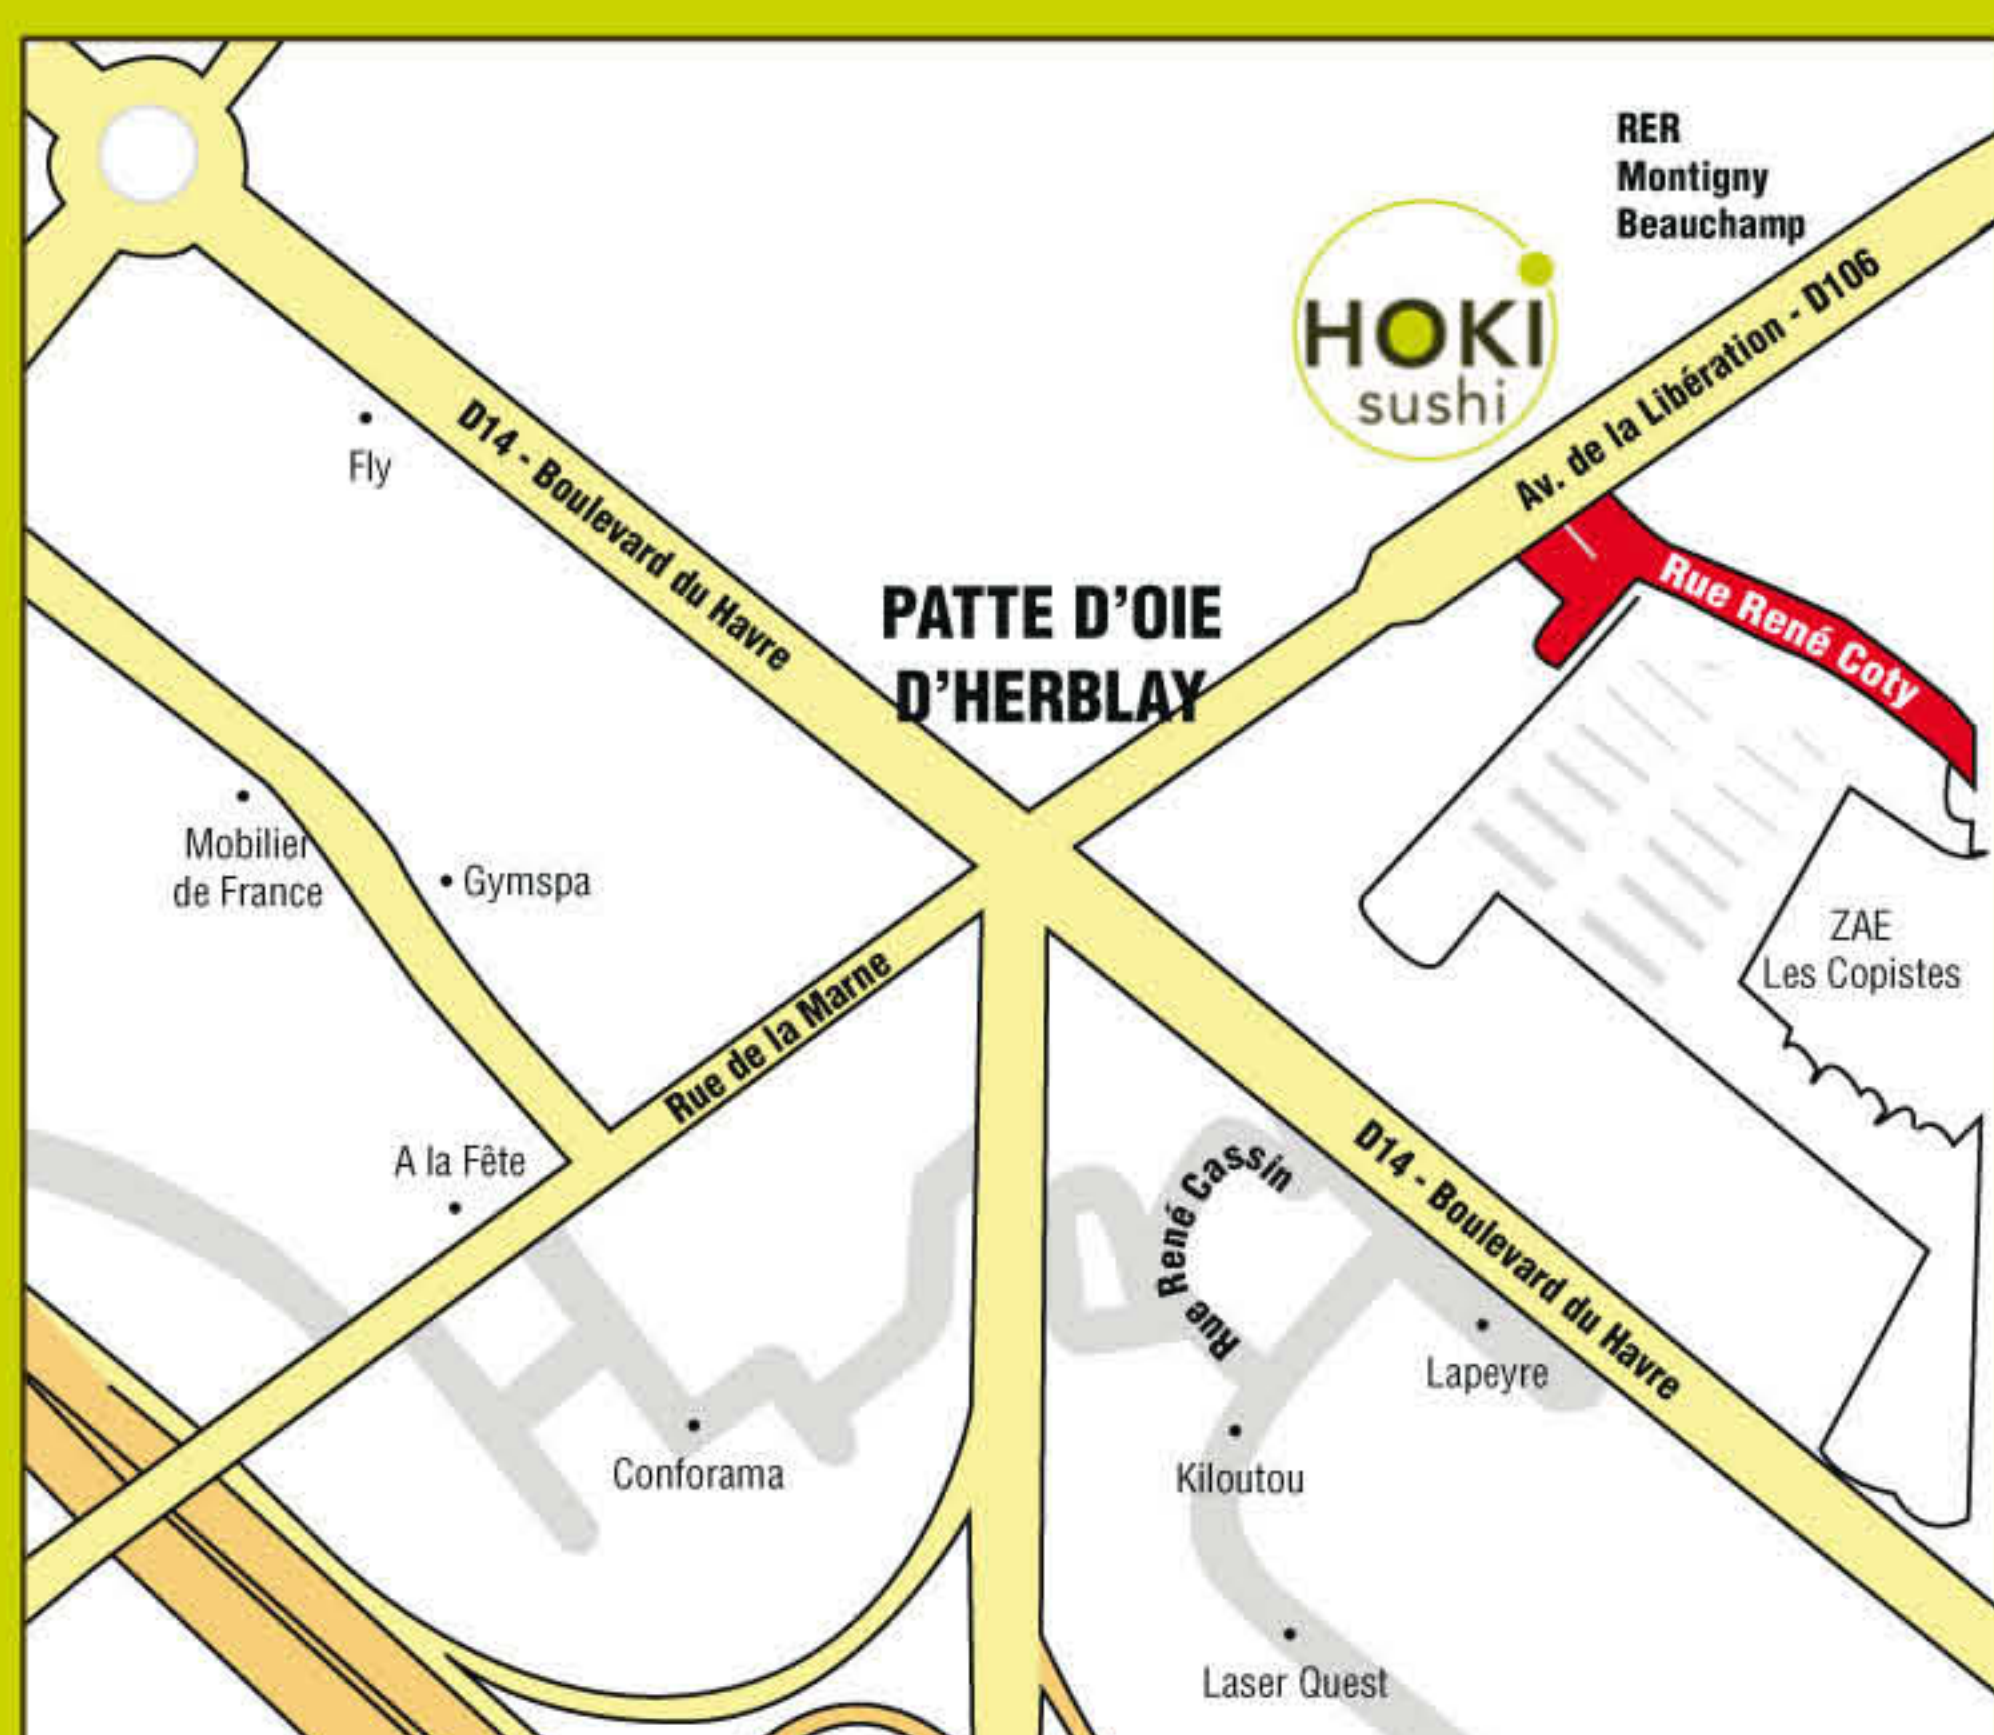 RER
Montigny
Beauchamp
HOKI
sushi
Av. de la Libération - D106
Fly
D14 - Boulevard du Havre
PATTE D'OIE
D'HERBLAY
Rue René Coty
Mobilier
de France
Gymspa
ZAE
Les Copistes
Rue de la Marne
A la Fête
Rue René Cassin
D14 - Boulevard du Havre
Lapeyre
Conforama
Kiloutou
Laser Quest